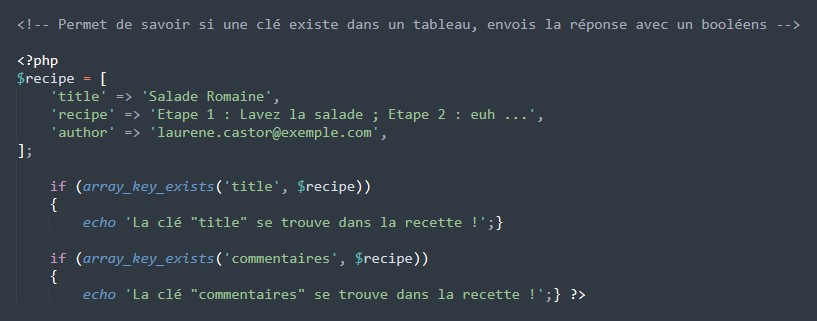 <!-- Permet de savoir si une clé existe dans un tableau, envois la réponse avec un booléens -->
<?php
$recipe = [
'title' => 'Salade Romaine',
'recipe' => 'Etape 1 : Lavez la salade ; Etape 2 : euh ...',
'author' => 'laurene.castor@exemple.com',
];
if (array_key_exists('title', $recipe))
{
echo 'La clé "title" se trouve dans la recette !';}
if (array_key_exists('commentaires', $recipe))
{
echo 'La clé "commentaires" se trouve dans la recette !';} ?>